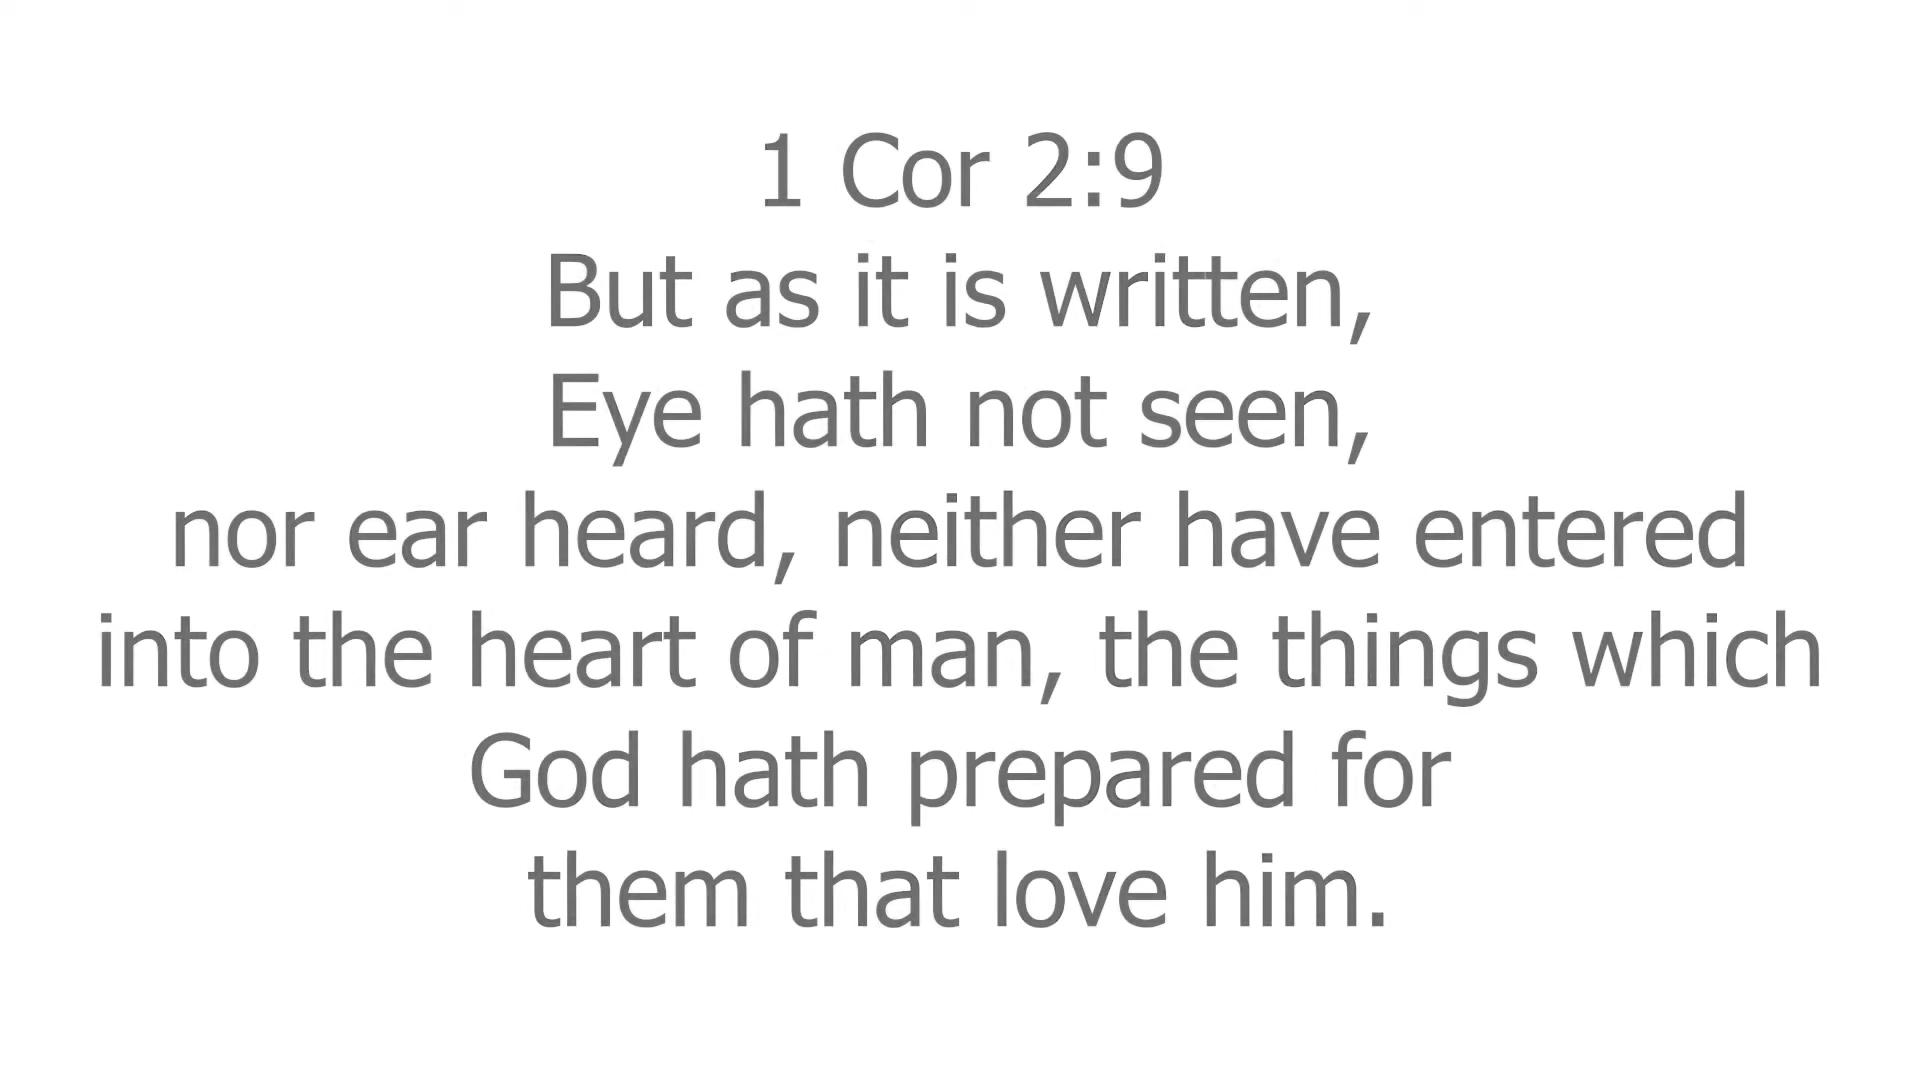 1 Cor 2:9
But as it is written,
Eye hath not seen,
nor ear heard, neither have entered
into the heart of man, the things which
God hath prepared for
them that love him.